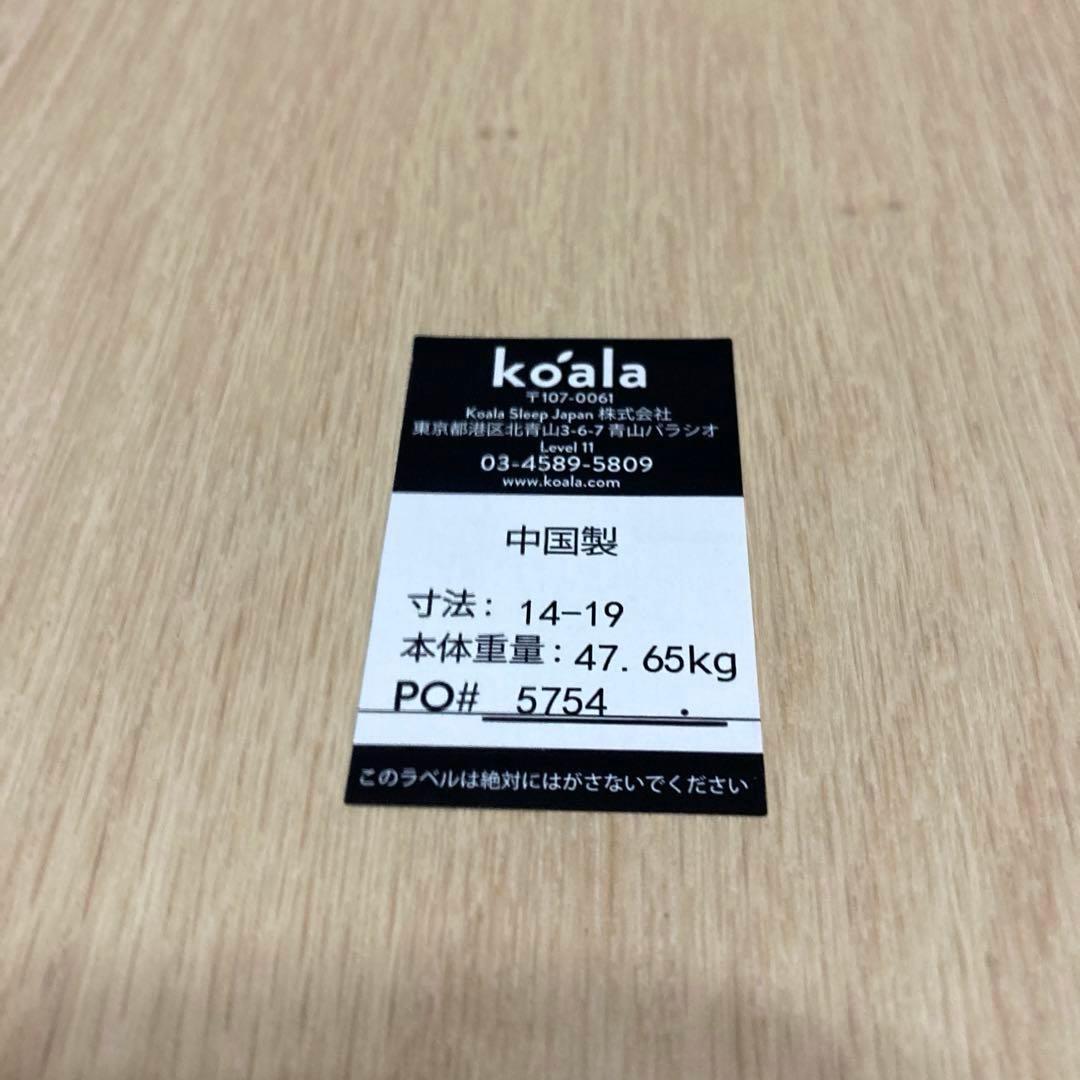 koala
〒107-0061
Koala Sleep Japan 株式会社
東京都港区北青山3-6-7 青山パラシオ
Level 11
03-4589-5809
www.koala.com
中国製
寸法: 14-19
本体重量: 47.65kg
PO# 5754 .
このラベルは絶対にはがさないでください